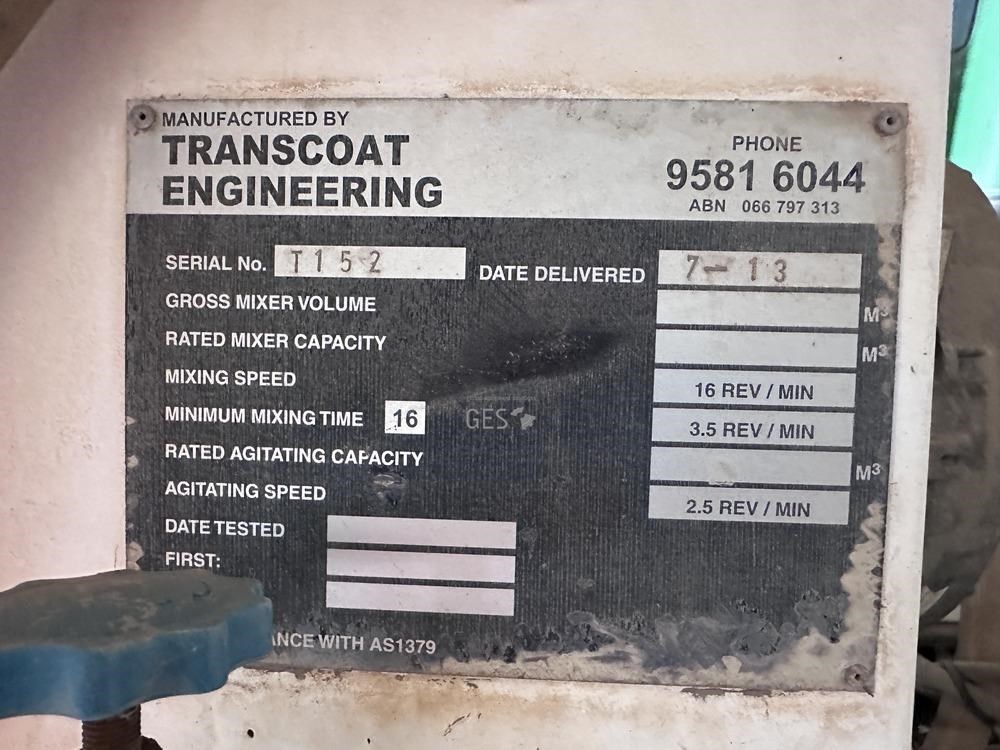 MANUFACTURED BY
TRANSCOAT
ENGINEERING
PHONE
9581 6044
ABN 066 797 313
SERIAL No. T152 DATE DELIVERED 7-13
GROSS MIXER VOLUME M³
RATED MIXER CAPACITY M³
MIXING SPEED 16 REV / MIN
MINIMUM MIXING TIME 16 3.5 REV / MIN
RATED AGITATING CAPACITY M³
AGITATING SPEED 2.5 REV / MIN
DATE TESTED
FIRST:
ANCE WITH AS1379
GES